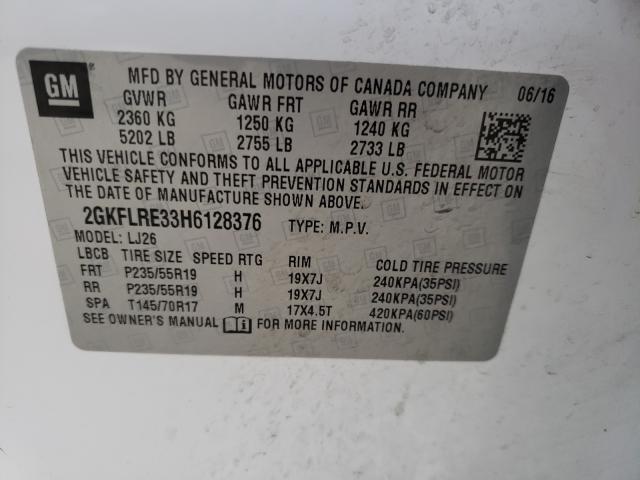 GM
MFD BY GENERAL MOTORS OF CANADA COMPANY 06/16
GVWR GAWR FRT GAWR RR
2360 KG 1250 KG 1240 KG
5202 LB 2755 LB 2733 LB
THIS VEHICLE CONFORMS TO ALL APPLICABLE U.S. FEDERAL MOTOR
VEHICLE SAFETY AND THEFT PREVENTION STANDARDS IN EFFECT ON
THE DATE OF MANUFACTURE SHOWN ABOVE.
2GKFLRE33H6128376 TYPE: M.P.V.
MODEL: LJ26
LBCB TIRE SIZE SPEED RTG RIM COLD TIRE PRESSURE
FRT P235/55R19 H 19X7J 240KPA(35PSI)
RR P235/55R19 H 19X7J 240KPA(35PSI)
SPA T145/70R17 M 17X4.5T 420KPA(60PSI)
SEE OWNER'S MANUAL FOR MORE INFORMATION.